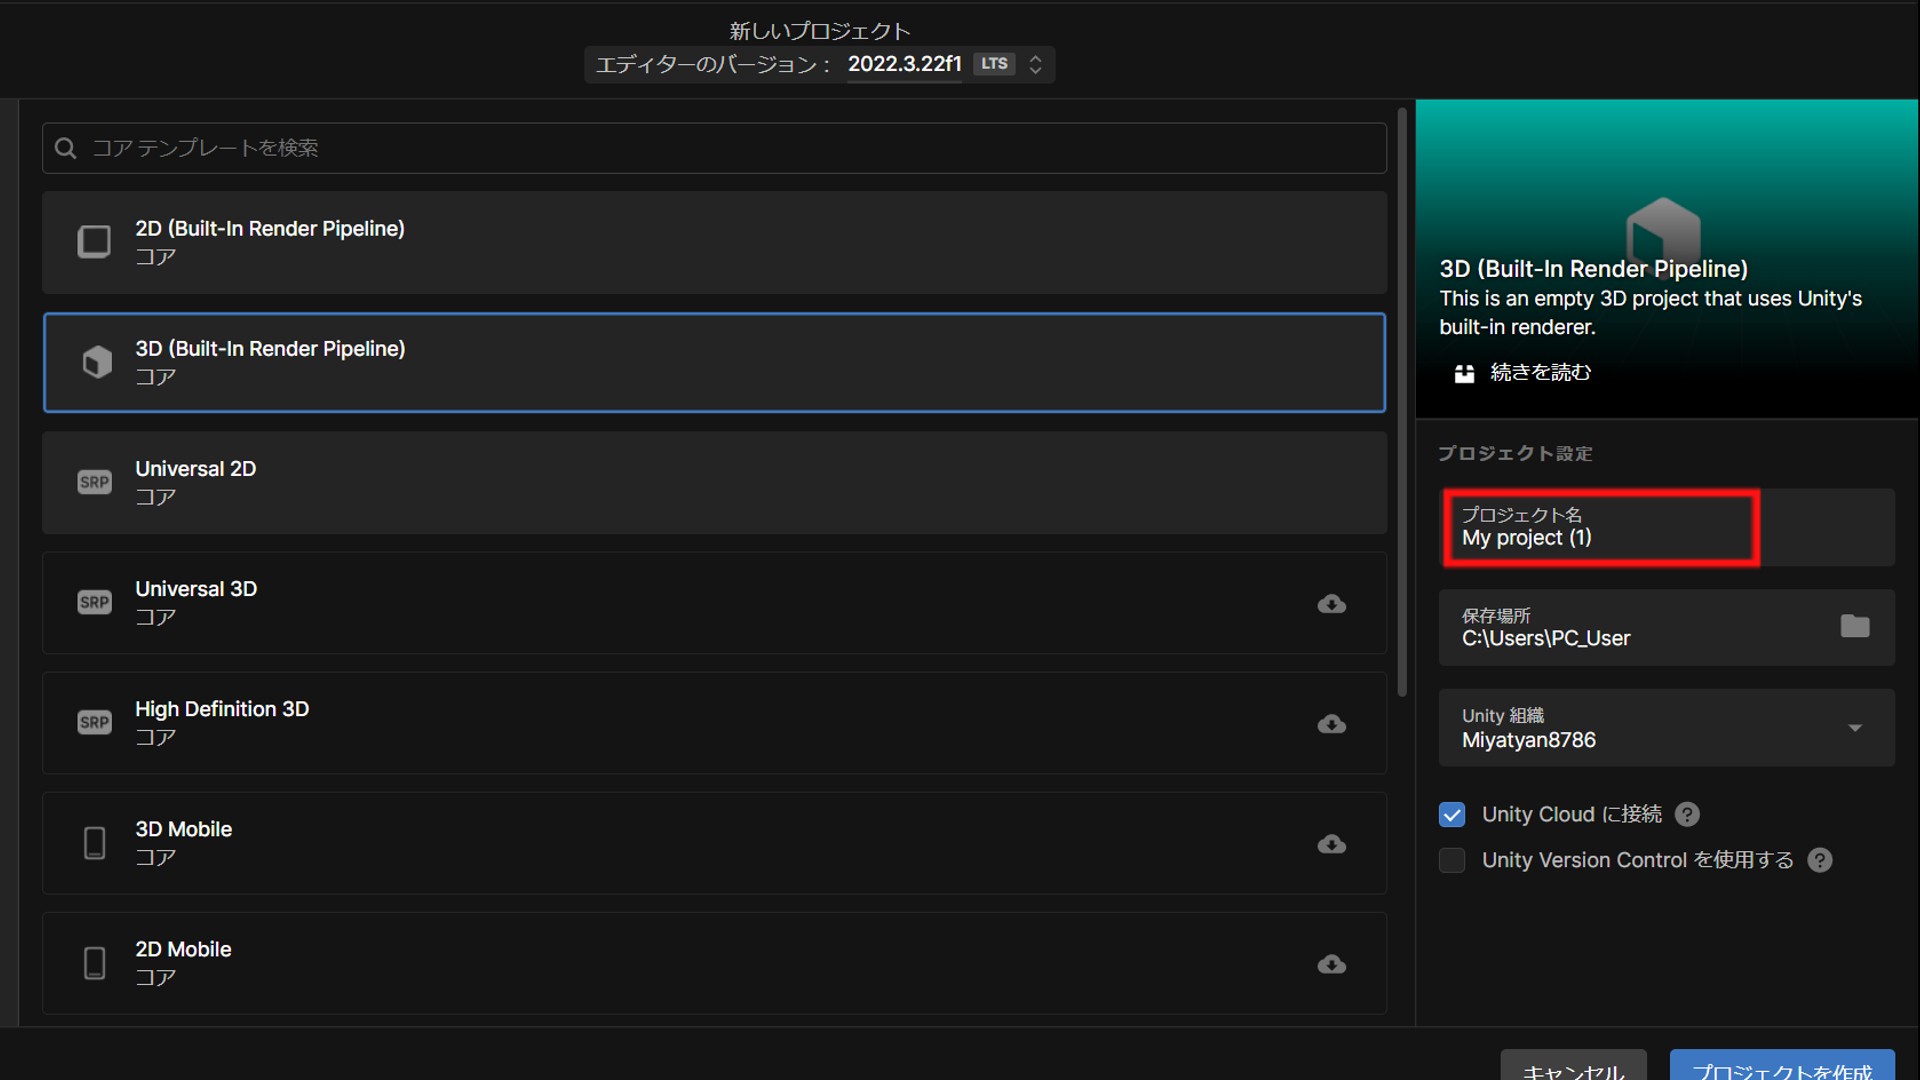 新しいプロジェクト
エディターのバージョン： 2022.3.22f1 LTS
コア テンプレートを検索
2D (Built-In Render Pipeline)
コア
3D (Built-In Render Pipeline)
コア
SRP
Universal 2D
コア
SRP
Universal 3D
コア
SRP
High Definition 3D
コア
3D Mobile
コア
2D Mobile
コア
3D (Built-In Render Pipeline)
This is an empty 3D project that uses Unity's
built-in renderer.
続きを読む
プロジェクト設定
プロジェクト名
My project (1)
保存場所
C:\Users\PC_User
Unity 組織
Miyatyan8786
Unity Cloud に接続 ?
Unity Version Control を使用する ?
キャンセル
プロジェクトを作成